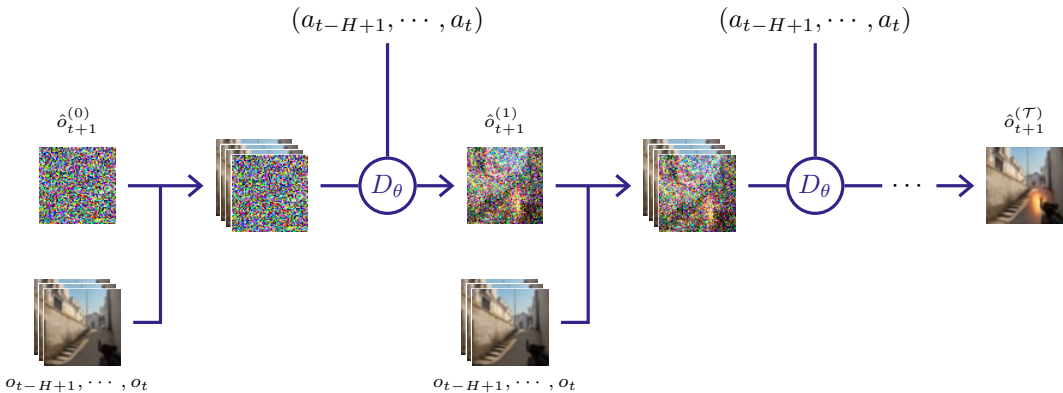 (a_{t−H+1}, ⋯ , a_t)
(a_{t−H+1}, ⋯ , a_t)
ô_{t+1}^{(0)}
ô_{t+1}^{(1)}
ô_{t+1}^{(𝒯)}
D_θ
D_θ
⋯
o_{t−H+1}, ⋯ , o_t
o_{t−H+1}, ⋯ , o_t